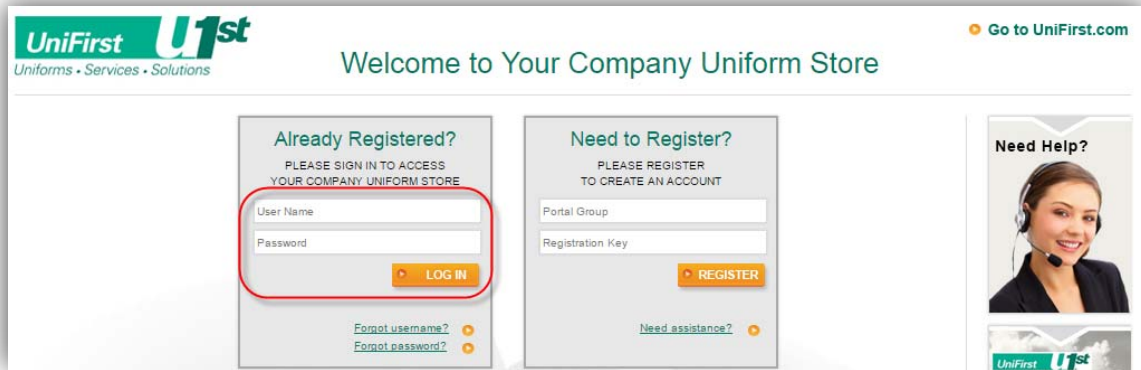 UniFirst U1st
Uniforms • Services • Solutions
Go to UniFirst.com
Welcome to Your Company Uniform Store
Already Registered?
PLEASE SIGN IN TO ACCESS
YOUR COMPANY UNIFORM STORE
User Name
Password
LOG IN
Forgot username?
Forgot password?
Need to Register?
PLEASE REGISTER
TO CREATE AN ACCOUNT
Portal Group
Registration Key
REGISTER
Need assistance?
Need Help?
UniFirst U1st